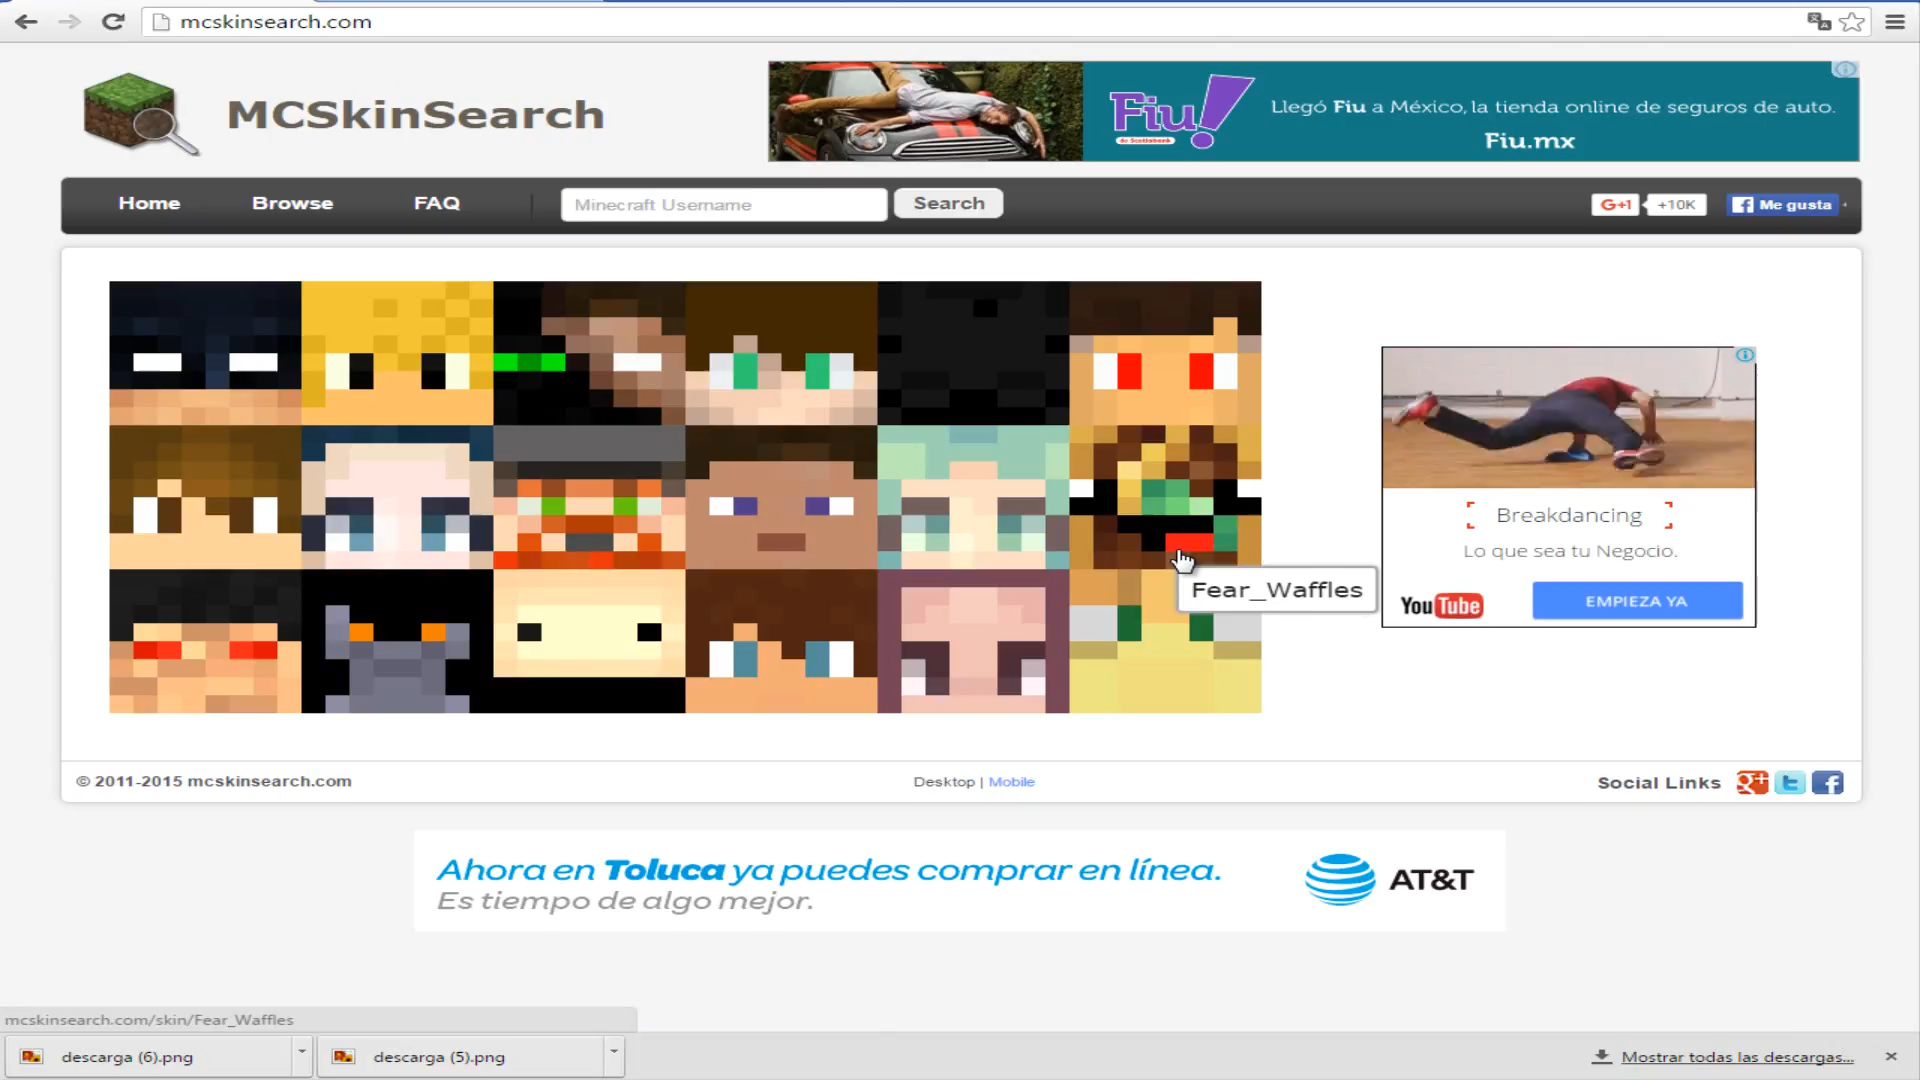 mcskinsearch.com
MCSkinSearch
Fiu!
de Scotiabank
Llegó Fiu a México, la tienda online de seguros de auto.
Fiu.mx
Home
Browse
FAQ
Minecraft Username
Search
G+1
+10K
Me gusta
Fear_Waffles
Breakdancing
Lo que sea tu Negocio.
YouTube
EMPIEZA YA
© 2011-2015 mcskinsearch.com
Desktop | Mobile
Social Links
Ahora en Toluca ya puedes comprar en línea.
Es tiempo de algo mejor.
AT&T
mcskinsearch.com/skin/Fear_Waffles
descarga (6).png
descarga (5).png
Mostrar todas las descargas...